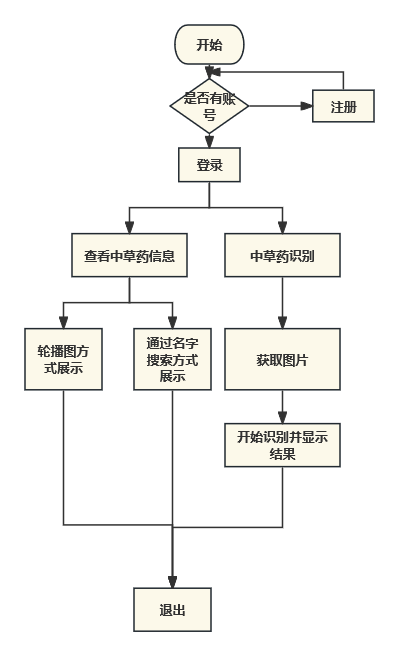 开始
是否有账
号
注册
登录
查看中草药信息
中草药识别
轮播图方
式展示
通过名字
搜索方式
展示
获取图片
开始识别并显示
结果
退出